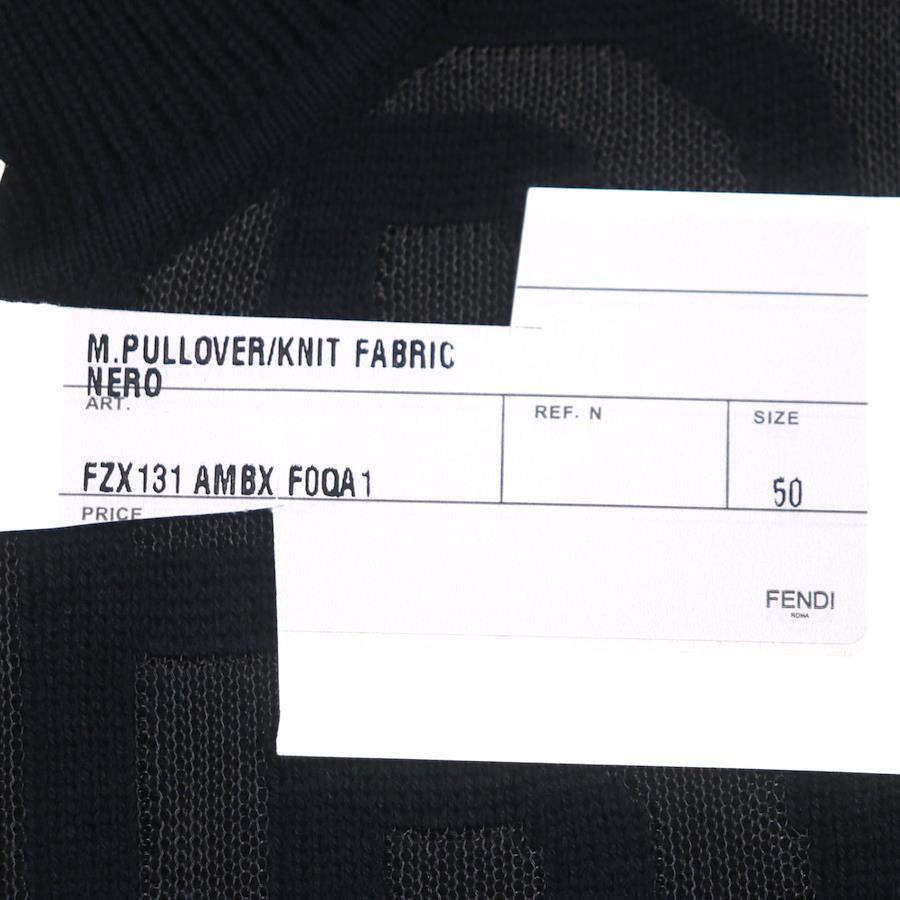 M.PULLOVER/KNIT FABRIC
NERO
ART.
REF. N
SIZE
FZX131 AMBX F0QA1
50
PRICE
FENDI
ROMA